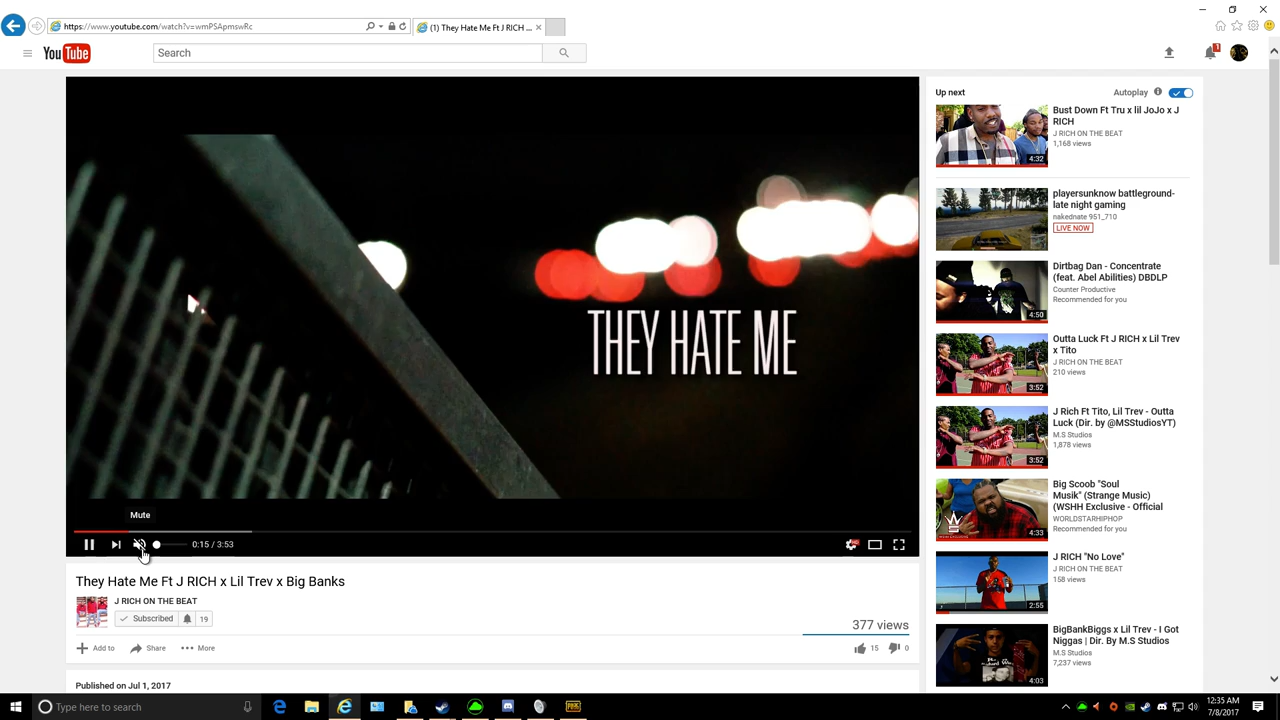 https://www.youtube.com/watch?v=wmPSApmswRc
(1) They Hate Me Ft J RICH ...
YouTube
Search
1
THEY HATE ME
Mute
0:15 / 3:53
They Hate Me Ft J RICH x Lil Trev x Big Banks
J RICH ON THE BEAT
Subscribed
19
377 views
Add to
Share
More
15
0
Published on Jul 1, 2017
Up next
Autoplay
Bust Down Ft Tru x lil JoJo x J
RICH
J RICH ON THE BEAT
1,168 views
4:32
playersunknow battleground-
late night gaming
nakednate 951_710
LIVE NOW
Dirtbag Dan - Concentrate
(feat. Abel Abilities) DBDLP
Counter Productive
Recommended for you
4:50
Outta Luck Ft J RICH x Lil Trev
x Tito
J RICH ON THE BEAT
210 views
3:52
J Rich Ft Tito, Lil Trev - Outta
Luck (Dir. by @MSStudiosYT)
M.S Studios
1,878 views
3:52
Big Scoob "Soul
Musik" (Strange Music)
(WSHH Exclusive - Official
WORLDSTARHIPHOP
Recommended for you
4:33
J RICH "No Love"
J RICH ON THE BEAT
158 views
2:55
BigBankBiggs x Lil Trev - I Got
Niggas | Dir. By M.S Studios
M.S Studios
7,237 views
4:03
Type here to search
12:35 AM
7/8/2017